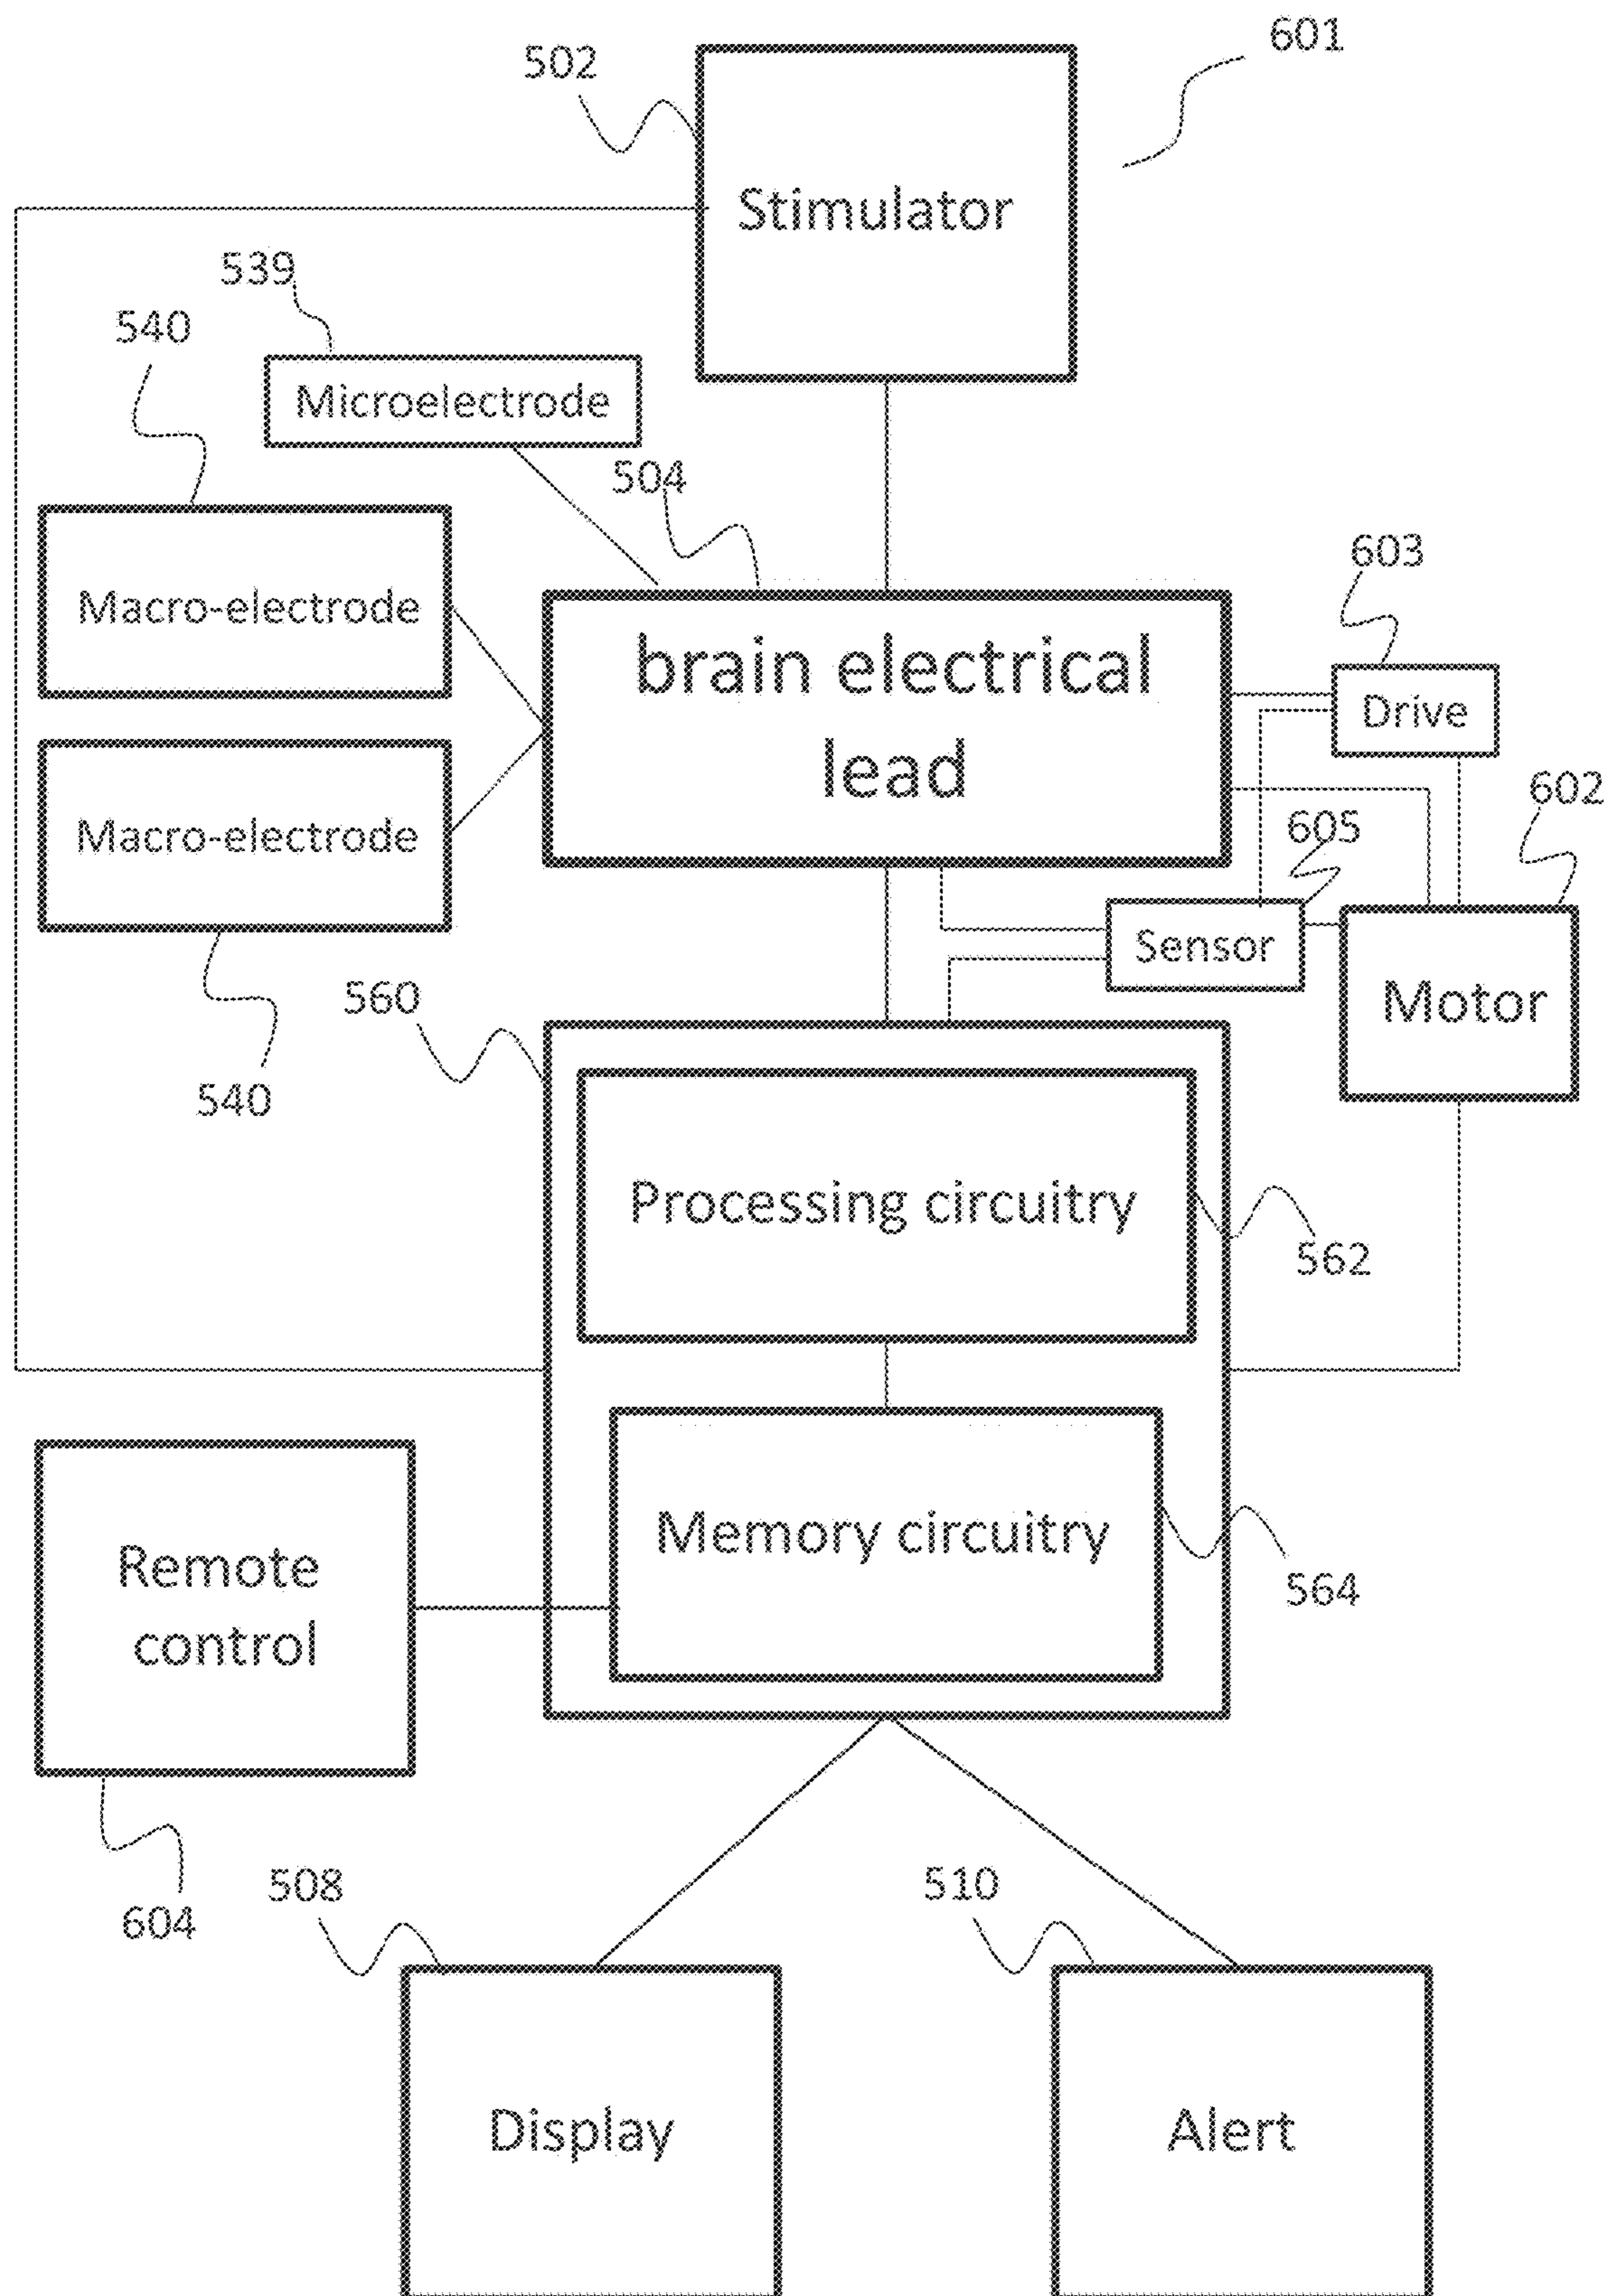 601
502
Stimulator
539
540
Microelectrode
504
603
Macro-electrode
brain electrical
lead
Drive
602
605
Macro-electrode
Sensor
560
Motor
540
Processing circuitry
562
Memory circuitry
564
Remote
control
508
510
604
Display
Alert